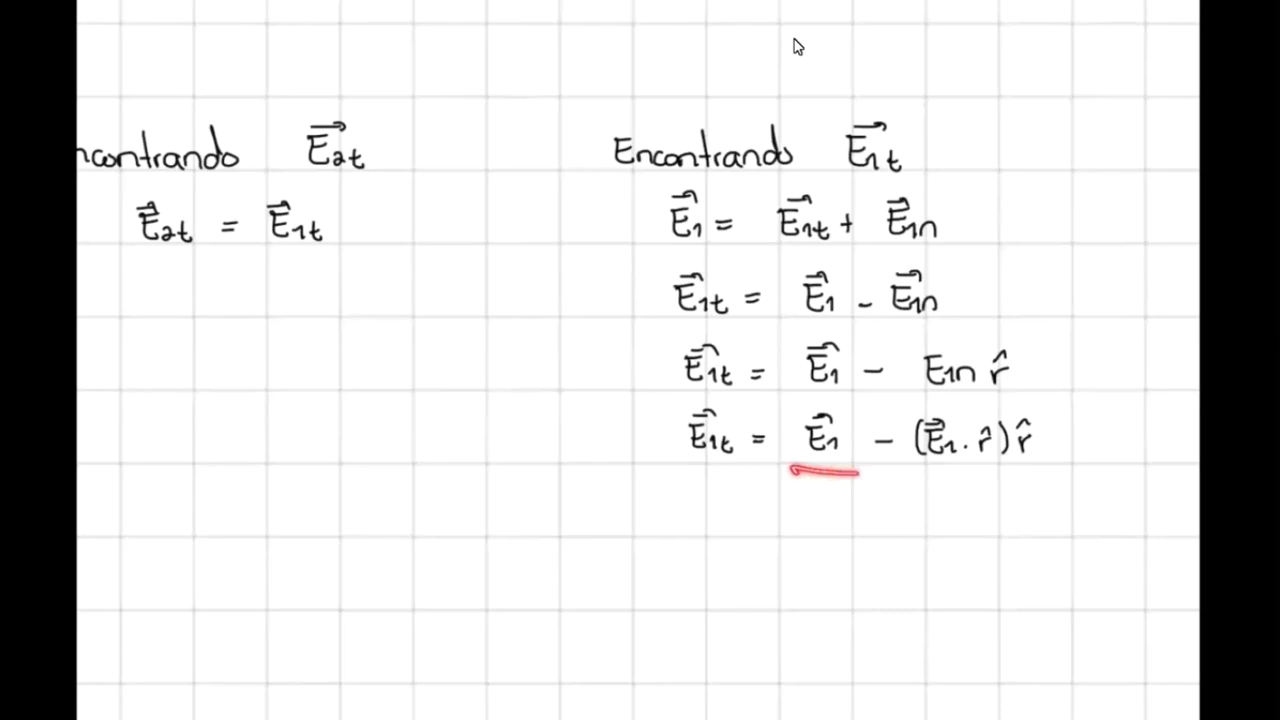 ncontrando E⃗2t
E⃗2t = E⃗1t
Encontrando E⃗1t
E⃗1 = E⃗1t + E⃗1n
E⃗1t = E⃗1 - E⃗1n
E⃗1t = E⃗1 - E1n r̂
E⃗1t = E⃗1 - (E⃗1 . r̂) r̂